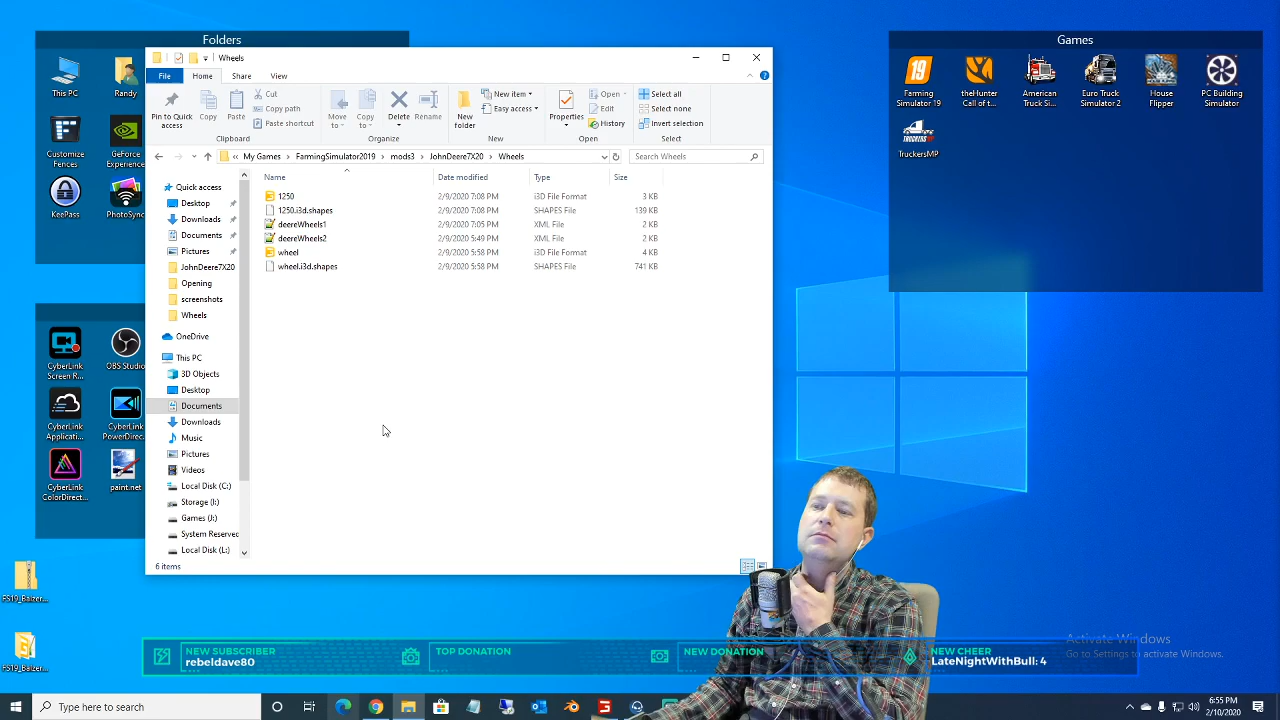 Folders
This PC
Randy
Customize Fences
GeForce Experience
KeePass
PhotoSync
CyberLink Screen R...
OBS Studio
CyberLink Applicati...
CyberLink PowerDirec...
CyberLink ColorDirect...
paint.net
FS19_Balzer...
FS19_Balzer...
Wheels
File
Home
Share
View
Pin to Quick access
Copy
Paste
Cut
Copy path
Paste shortcut
Clipboard
Move to
Copy to
Delete
Rename
Organize
New folder
New item
Easy access
New
Properties
Open
Edit
History
Open
Select all
Select none
Invert selection
Select
My Games
FarmingSimulator2019
mods3
JohnDeere7X20
Wheels
Search Wheels
Name
Date modified
Type
Size
1250 2/9/2020 7:08 PM i3D File Format 3 KB
1250.i3d.shapes 2/9/2020 7:08 PM SHAPES File 139 KB
deereWheels1 2/9/2020 7:05 PM XML File 2 KB
deereWheels2 2/9/2020 5:49 PM XML File 2 KB
wheel 2/9/2020 5:58 PM i3D File Format 4 KB
wheel.i3d.shapes 2/9/2020 5:58 PM SHAPES File 741 KB
Quick access
Desktop
Downloads
Documents
Pictures
JohnDeere7X20
Opening
screenshots
Wheels
OneDrive
This PC
3D Objects
Desktop
Documents
Downloads
Music
Pictures
Videos
Local Disk (C:)
Storage (I:)
Games (J:)
System Reserved
Local Disk (L:)
6 items
Games
19
Farming Simulator 19
theHunter Call of t...
American Truck Si...
Euro Truck Simulator 2
House Flipper
PC Building Simulator
TruckersMP
NEW SUBSCRIBER
rebeldave80
TOP DONATION
NEW DONATION
NEW CHEER
LateNightWithBull: 4
Activate Windows
Go to Settings to activate Windows.
Type here to search
6:55 PM
2/10/2020